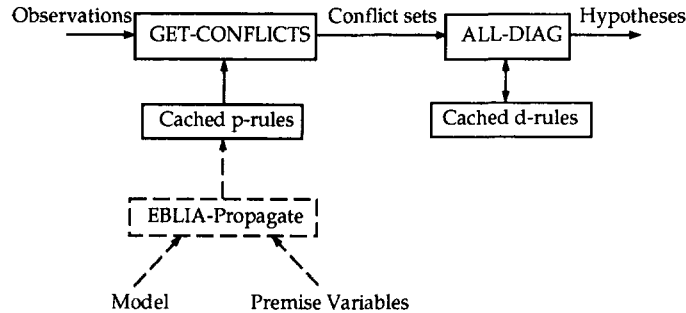 Observations
GET-CONFLICTS
Conflict sets
ALL-DIAG
Hypotheses
Cached p-rules
Cached d-rules
EBLIA-Propagate
Model
Premise Variables